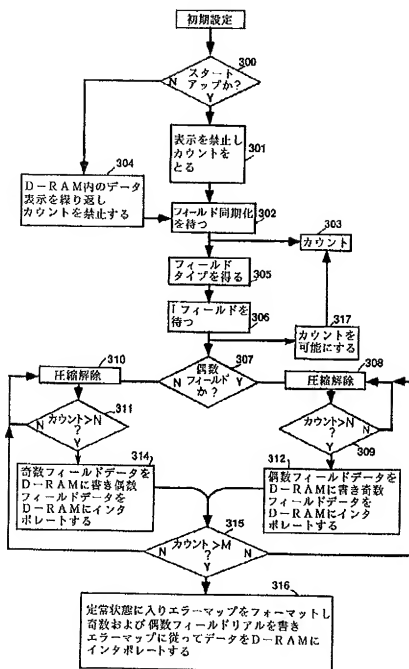 初期設定
300
スタート
アップか?
N
Y
表示を禁止し
カウントを
とる
301
304
D-RAM内のデータ
表示を繰り返し
カウントを禁止する
フィールド同期化を
待つ
302
303
カウント
フィールド
タイプを得る
305
Iフィールドを
待つ
306
317
カウントを
可能にする
307
偶数
フィールド
か?
N
Y
310
圧縮解除
308
圧縮解除
311
カウント>N
?
N
Y
カウント>N
?
N
Y
309
314
奇数フィールドデータを
D-RAMに書き偶数
フィールドデータを
D-RAMにインタ
ポレートする
312
偶数フィールドデータを
D-RAMに書き奇数
フィールドデータを
D-RAMにインタ
ポレートする
315
カウント>M
?
N
N
Y
316
定常状態に入りエラーマップをフォーマットし
奇数および偶数フィールドリアルを書き
エラーマップに従ってデータをD-RAMに
インタポレートする